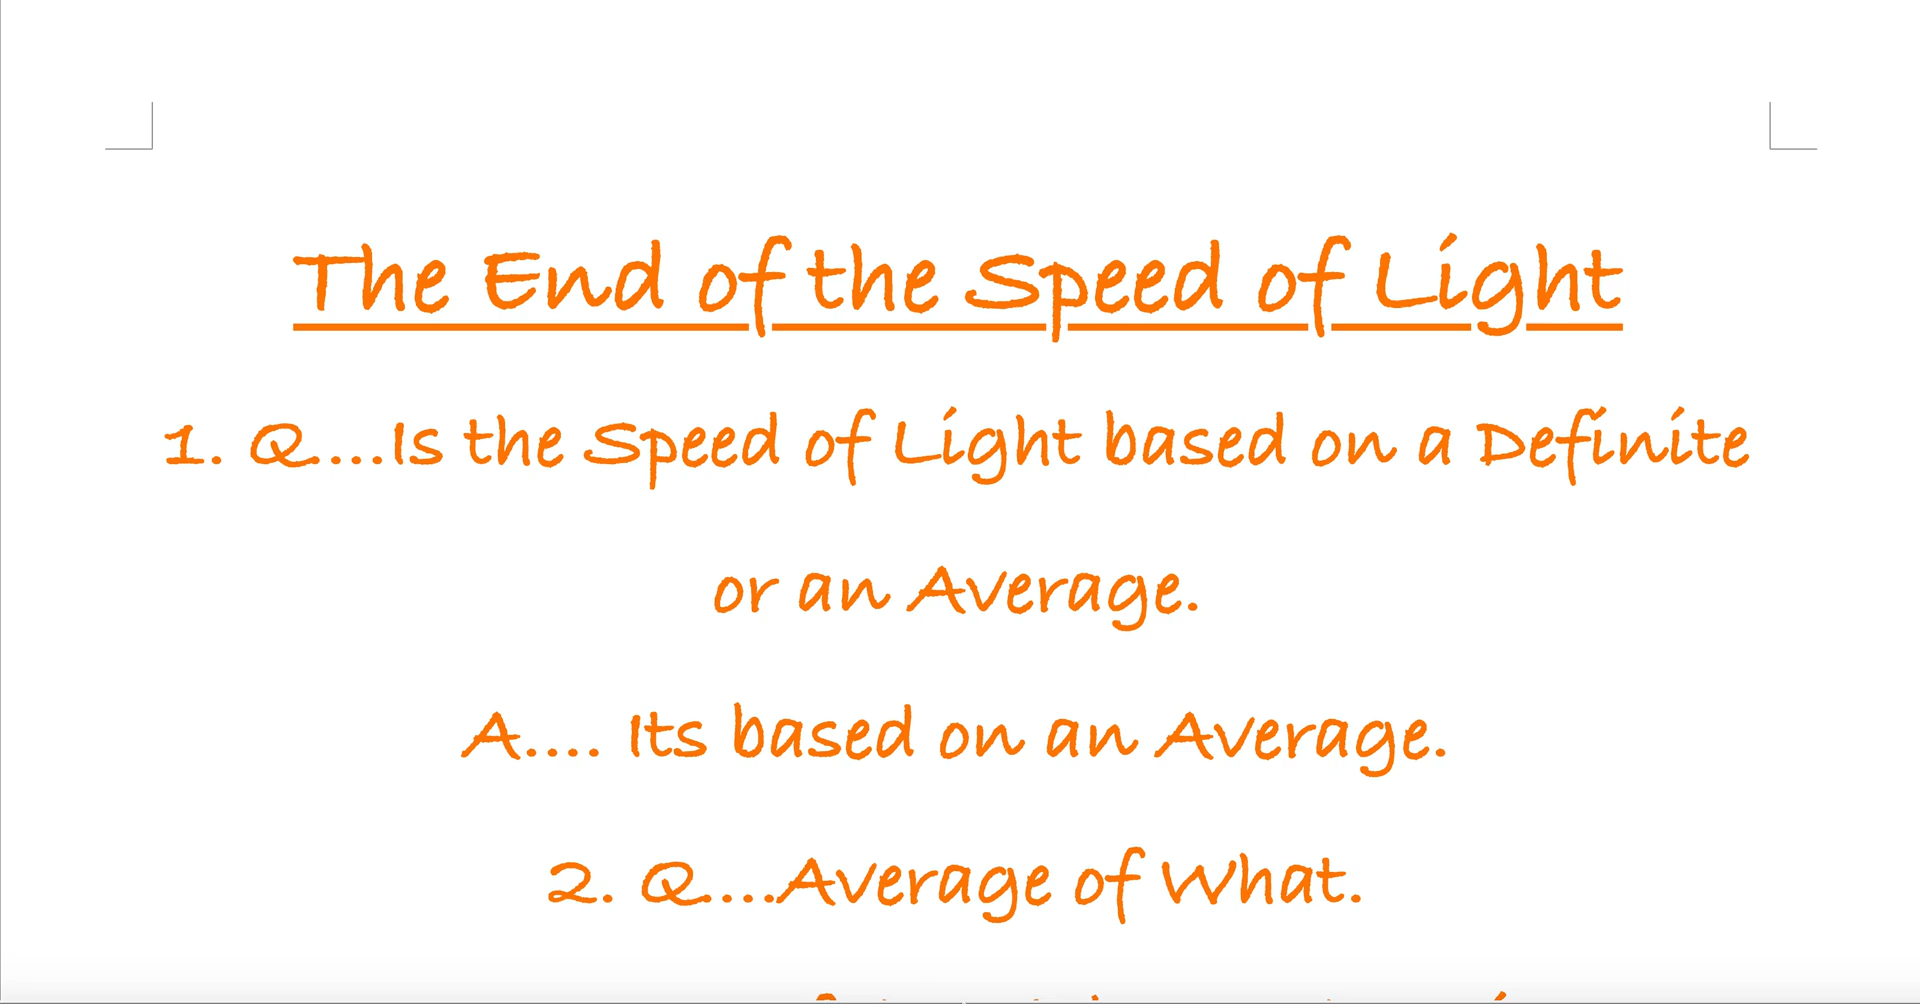 The End of the Speed of Light
1. Q....Is the Speed of Light based on a Definite
or an Average.
A.... Its based on an Average.
2. Q....Average of What.